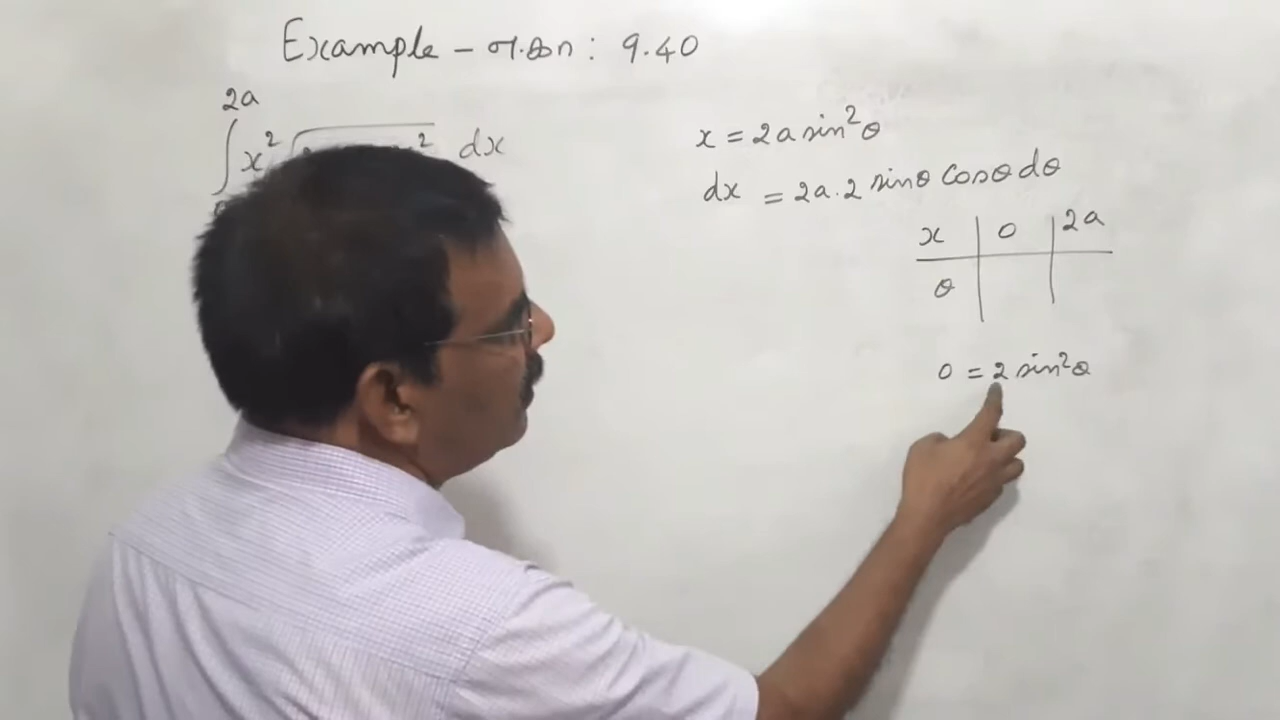 Example - எ.கா : 9.40
2a
∫ x² √ ² dx
x = 2a sin²θ
dx = 2a.2 sinθ cosθ dθ
x 0 2a
θ
0 = 2 sin²θ